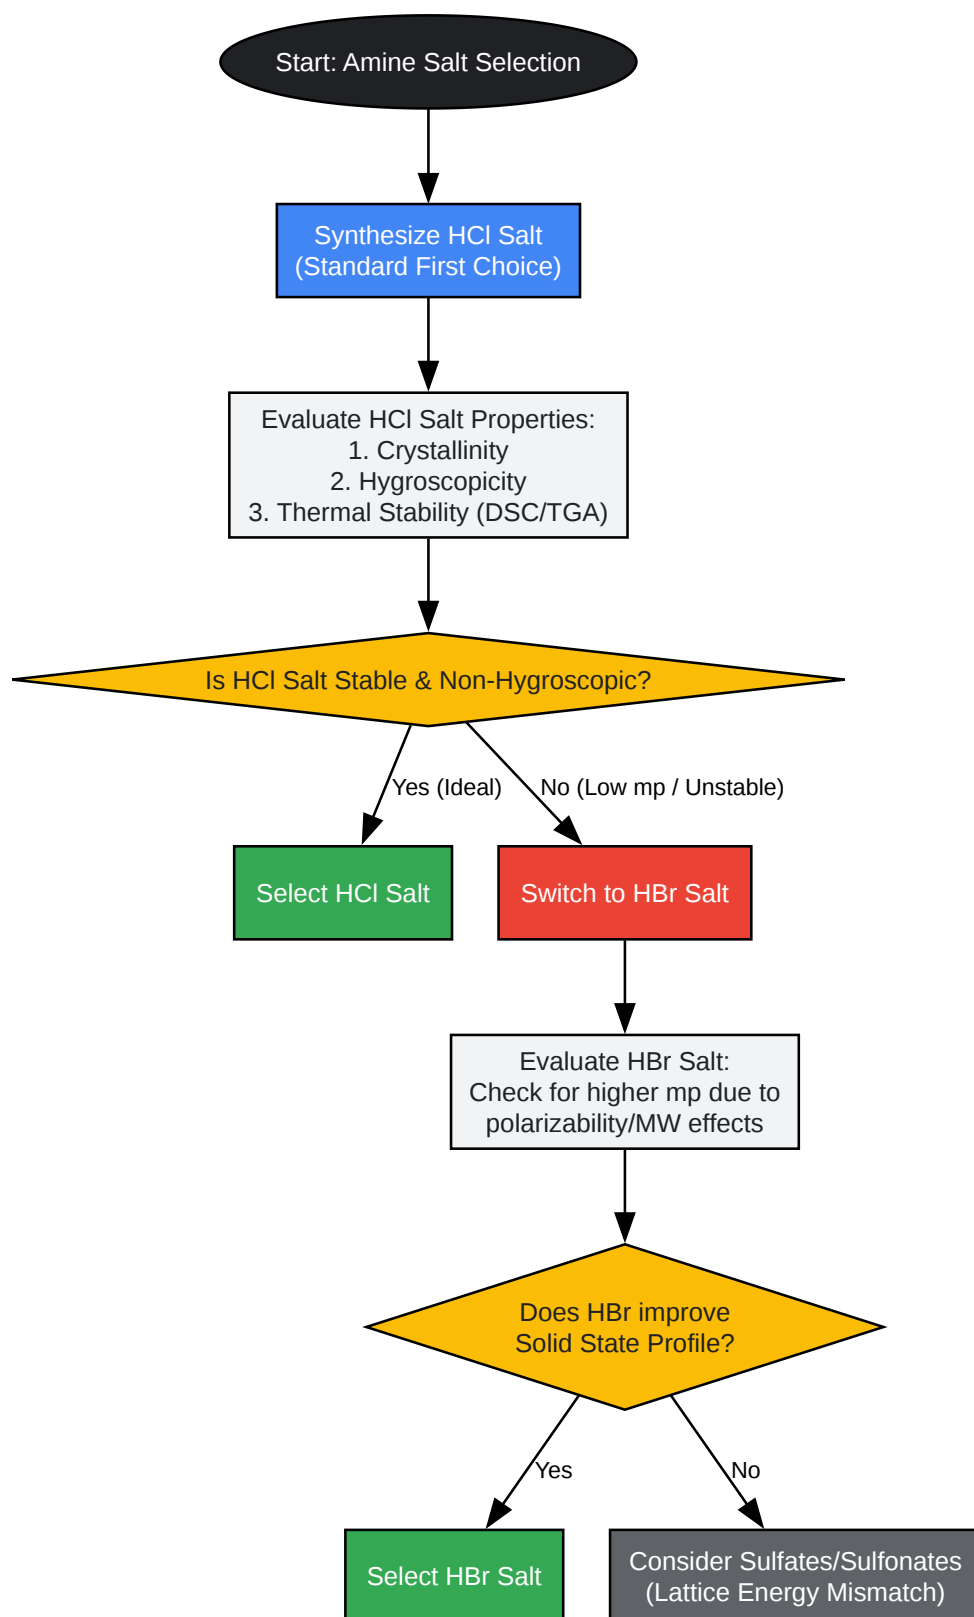 Start: Amine Salt Selection
Synthesize HCl Salt
(Standard First Choice)
Evaluate HCl Salt Properties:
1. Crystallinity
2. Hygroscopicity
3. Thermal Stability (DSC/TGA)
Is HCl Salt Stable & Non-Hygroscopic?
Yes (Ideal)
No (Low mp / Unstable)
Select HCl Salt
Switch to HBr Salt
Evaluate HBr Salt:
Check for higher mp due to
polarizability/MW effects
Does HBr improve
Solid State Profile?
Yes
No
Select HBr Salt
Consider Sulfates/Sulfonates
(Lattice Energy Mismatch)